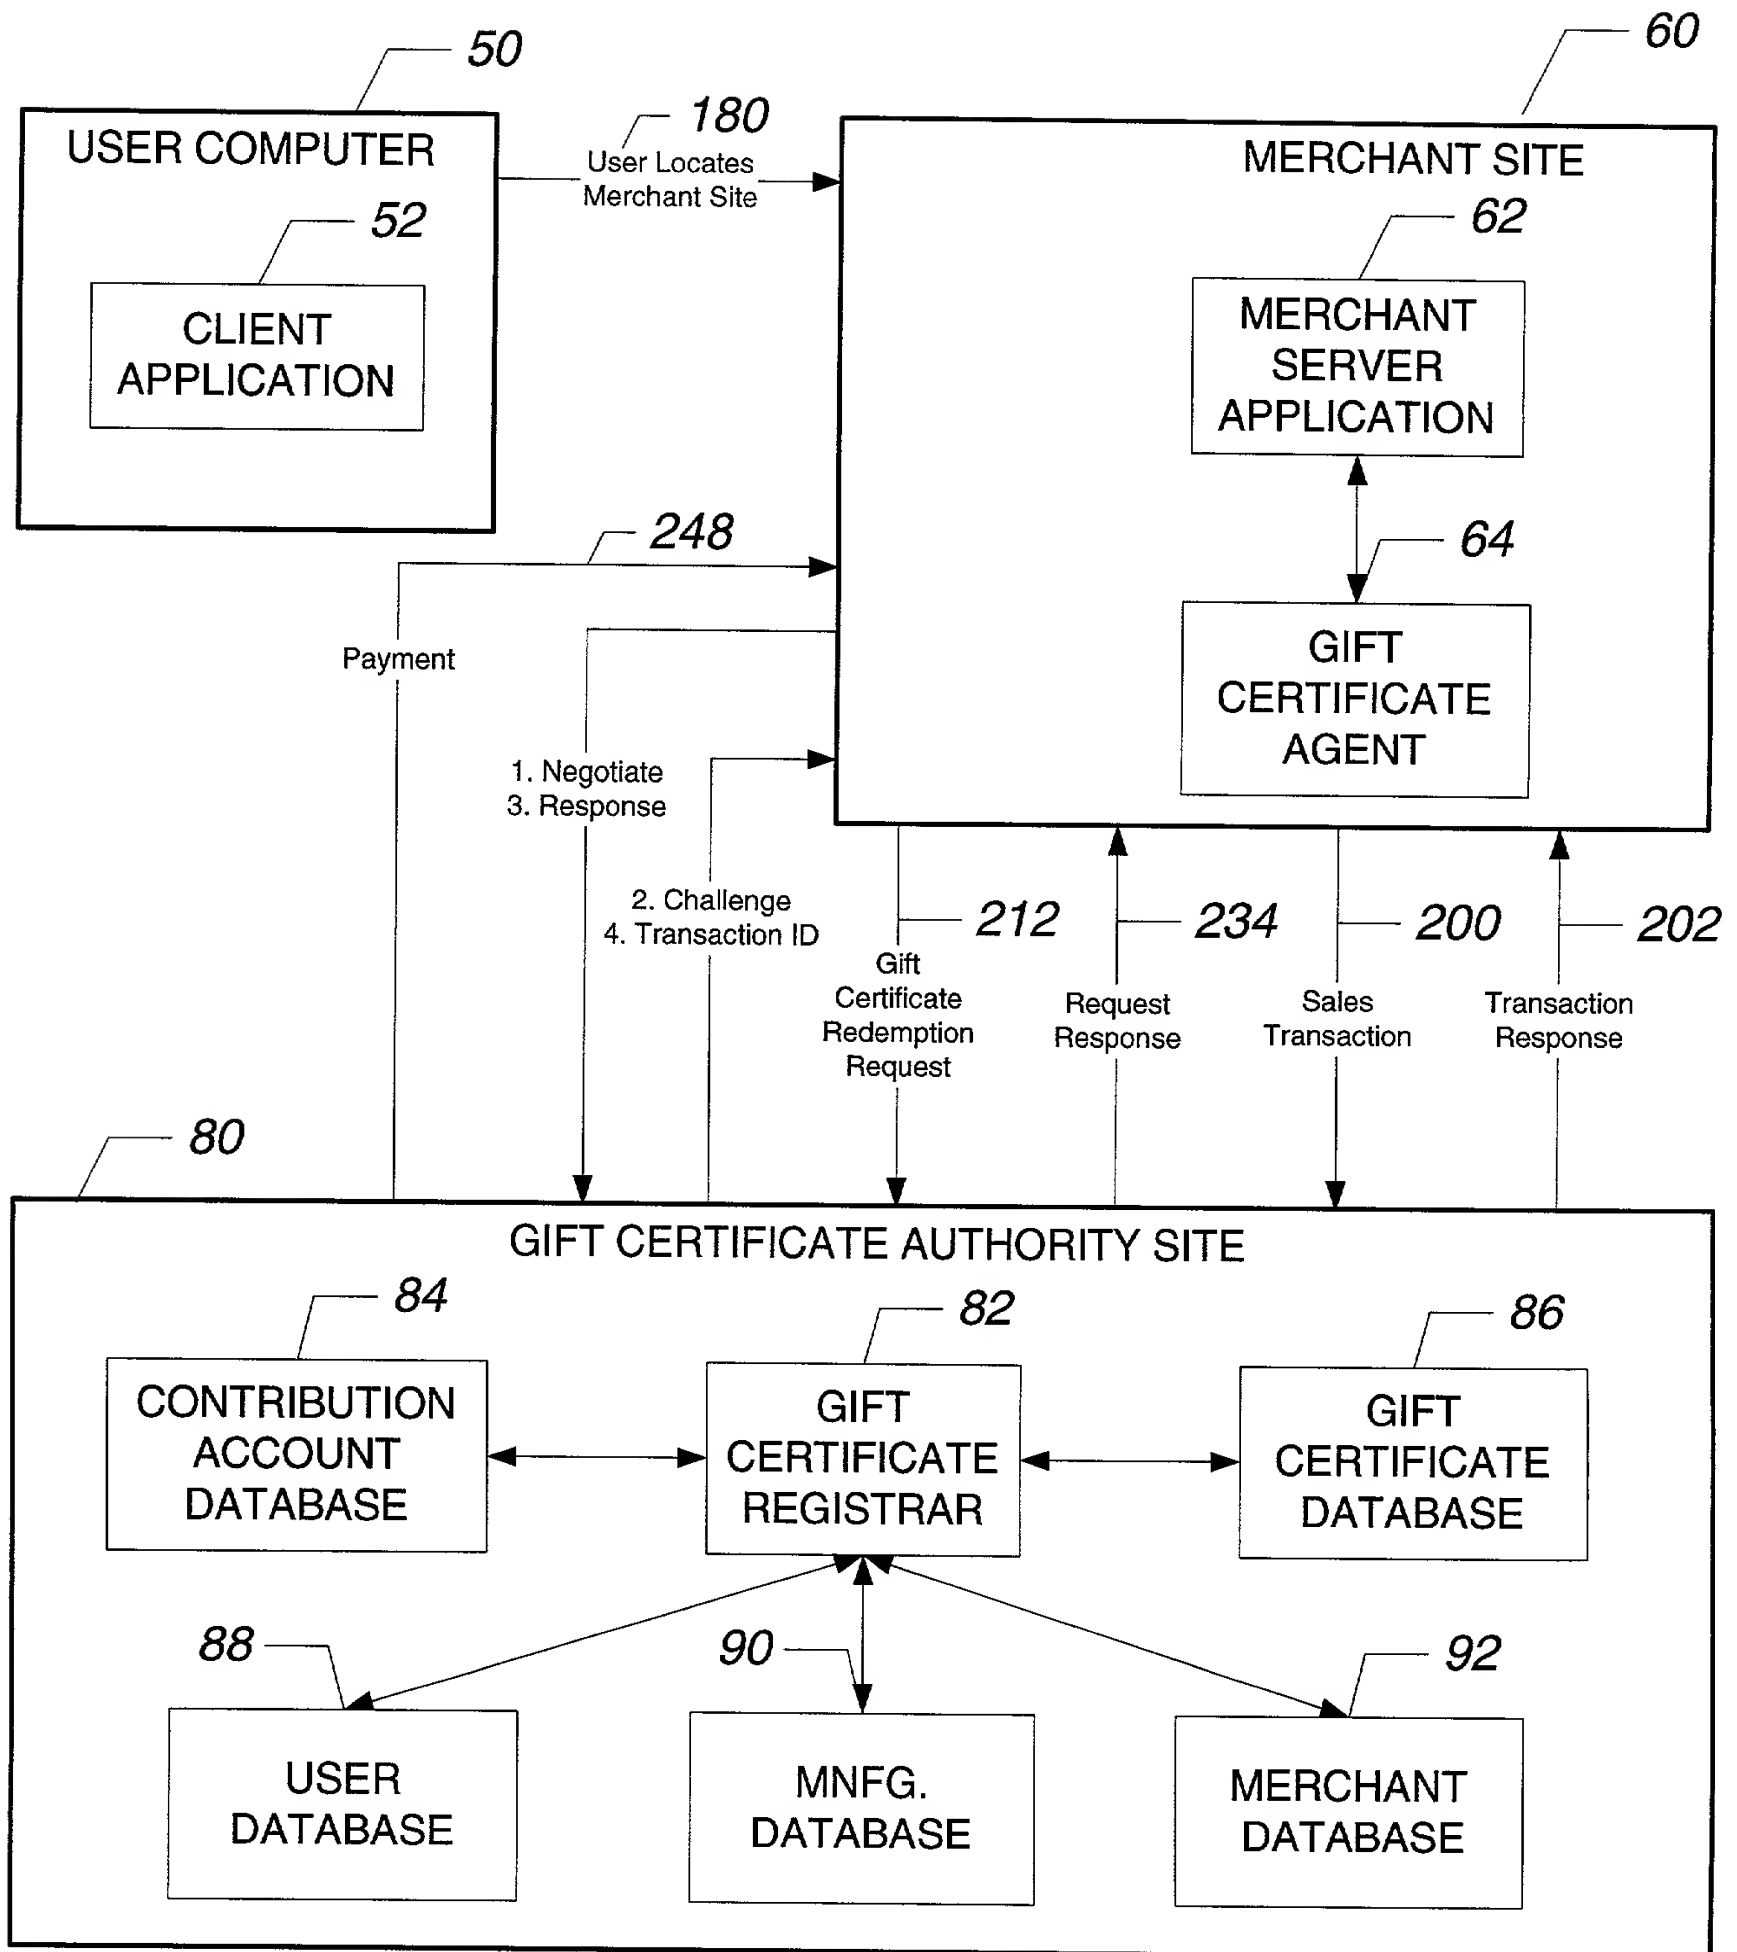 50
60
180
USER COMPUTER
User Locates
Merchant Site
MERCHANT SITE
52
62
CLIENT
APPLICATION
MERCHANT
SERVER
APPLICATION
248
64
Payment
GIFT
CERTIFICATE
AGENT
1. Negotiate
3. Response
2. Challenge
4. Transaction ID
212
234
200
202
Gift
Certificate
Redemption
Request
Request
Response
Sales
Transaction
Transaction
Response
80
GIFT CERTIFICATE AUTHORITY SITE
84
82
86
CONTRIBUTION
ACCOUNT
DATABASE
GIFT
CERTIFICATE
REGISTRAR
GIFT
CERTIFICATE
DATABASE
88
90
92
USER
DATABASE
MNFG.
DATABASE
MERCHANT
DATABASE